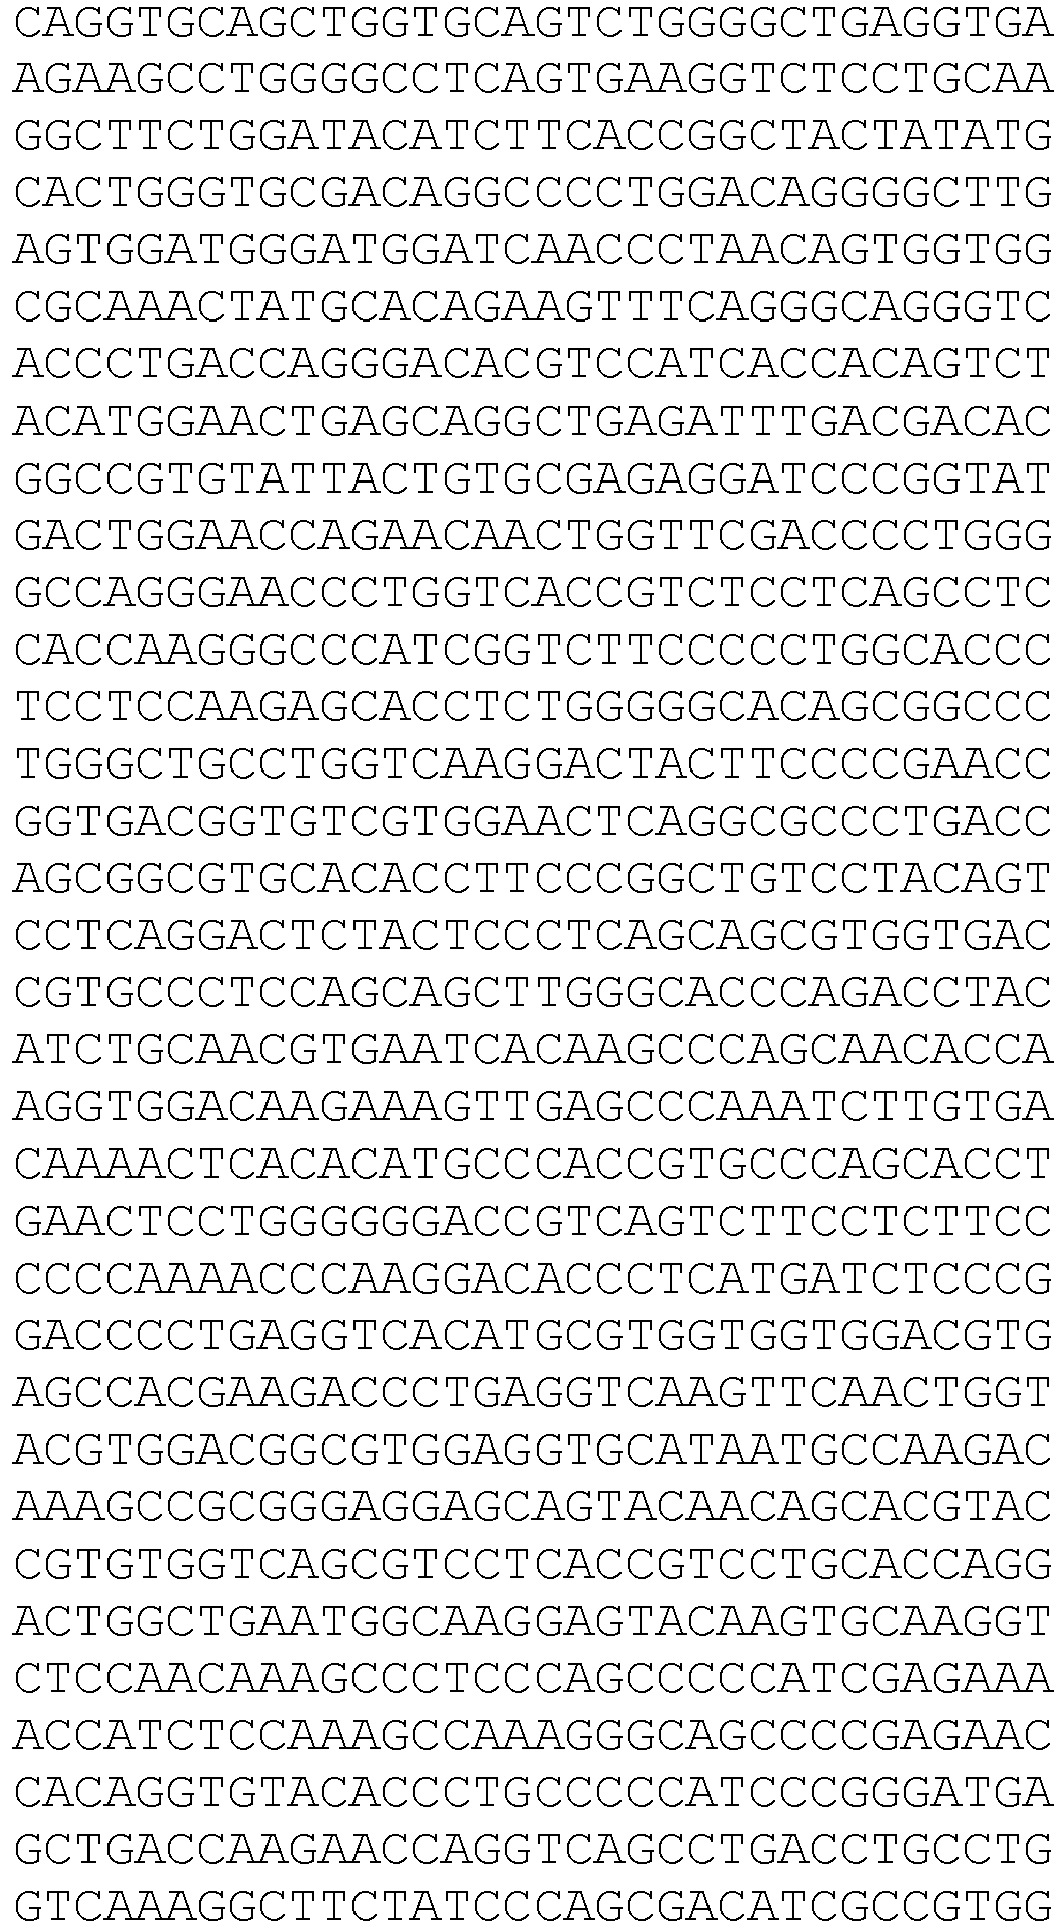 CAGGTGCAGCTGGTGCAGTCTGGGGCTGAGGTGA
AGAAGCCTGGGGCCTCAGTGAAGGTCTCCTGCAA
GGCTTCTGGATACATCTTCACCGGCTACTATATG
CACTGGGTGCGACAGGCCCCTGGACAGGGGCTTG
AGTGGATGGGATGGATCAACCCTAACAGTGGTGG
CGCAAACTATGCACAGAAGTTTCAGGGCAGGGTC
ACCCTGACCAGGGACACGTCCATCACCACAGTCT
ACATGGAACTGAGCAGGCTGAGATTTGACGACAC
GGCCGTGTATTACTGTGCGAGAGGATCCCGGTAT
GACTGGAACCAGAACAACTGGTTCGACCCCTGGG
GCCAGGGAACCCTGGTCACCGTCTCCTCAGCCTC
CACCAAGGGCCCATCGGTCTTCCCCCTGGCACCC
TCCTCCAAGAGCACCTCTGGGGGCACAGCGGCCC
TGGGCTGCCTGGTCAAGGACTACTTCCCCGAACC
GGTGACGGTGTCGTGGAACTCAGGCGCCCTGACC
AGCGGCGTGCACACCTTCCCGGCTGTCCTACAGT
CCTCAGGACTCTACTCCCTCAGCAGCGTGGTGAC
CGTGCCCTCCAGCAGCTTGGGCACCCAGACCTAC
ATCTGCAACGTGAATCACAAGCCCAGCAACACCA
AGGTGGACAAGAAAGTTGAGCCCAAATCTTGTGA
CAAAACTCACACATGCCCACCGTGCCCAGCACCT
GAACTCCTGGGGGGACCGTCAGTCTTCCTCTTCC
CCCCAAAACCCAAGGACACCCTCATGATCTCCCG
GACCCCTGAGGTCACATGCGTGGTGGTGGACGTG
AGCCACGAAGACCCTGAGGTCAAGTTCAACTGGT
ACGTGGACGGCGTGGAGGTGCATAATGCCAAGAC
AAAGCCGCGGGAGGAGCAGTACAACAGCACGTAC
CGTGTGGTCAGCGTCCTCACCGTCCTGCACCAGG
ACTGGCTGAATGGCAAGGAGTACAAGTGCAAGGT
CTCCAACAAAGCCCTCCCAGCCCCCATCGAGAAA
ACCATCTCCAAAGCCAAAGGGCAGCCCCGAGAAC
CACAGGTGTACACCCTGCCCCCATCCCGGGATGA
GCTGACCAAGAACCAGGTCAGCCTGACCTGCCTG
GTCAAAGGCTTCTATCCCAGCGACATCGCCGTGG